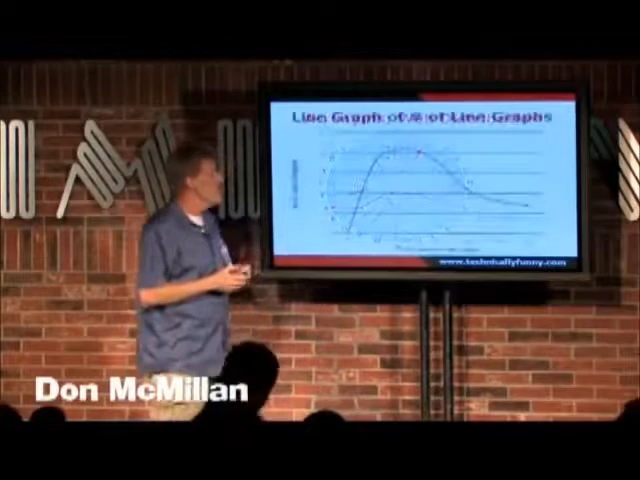 Line Graph of # of Line Graphs
www.technicallyfunny.com
Don McMillan